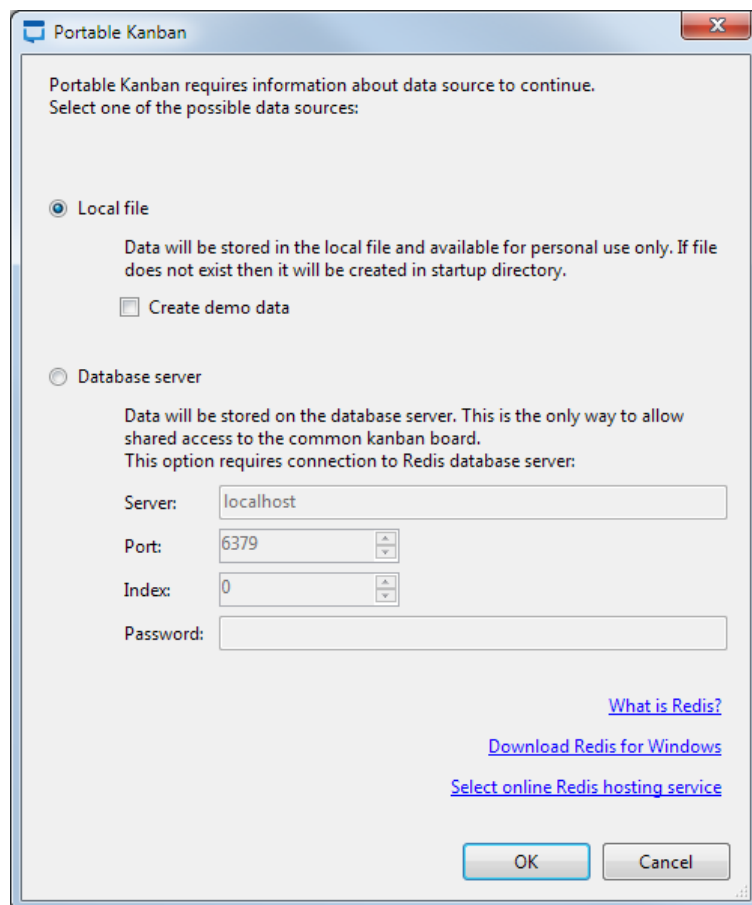 Portable Kanban
Portable Kanban requires information about data source to continue.
Select one of the possible data sources:
Local file
Data will be stored in the local file and available for personal use only. If file
does not exist then it will be created in startup directory.
Create demo data
Database server
Data will be stored on the database server. This is the only way to allow
shared access to the common kanban board.
This option requires connection to Redis database server:
Server: localhost
Port: 6379
Index: 0
Password:
What is Redis?
Download Redis for Windows
Select online Redis hosting service
OK Cancel